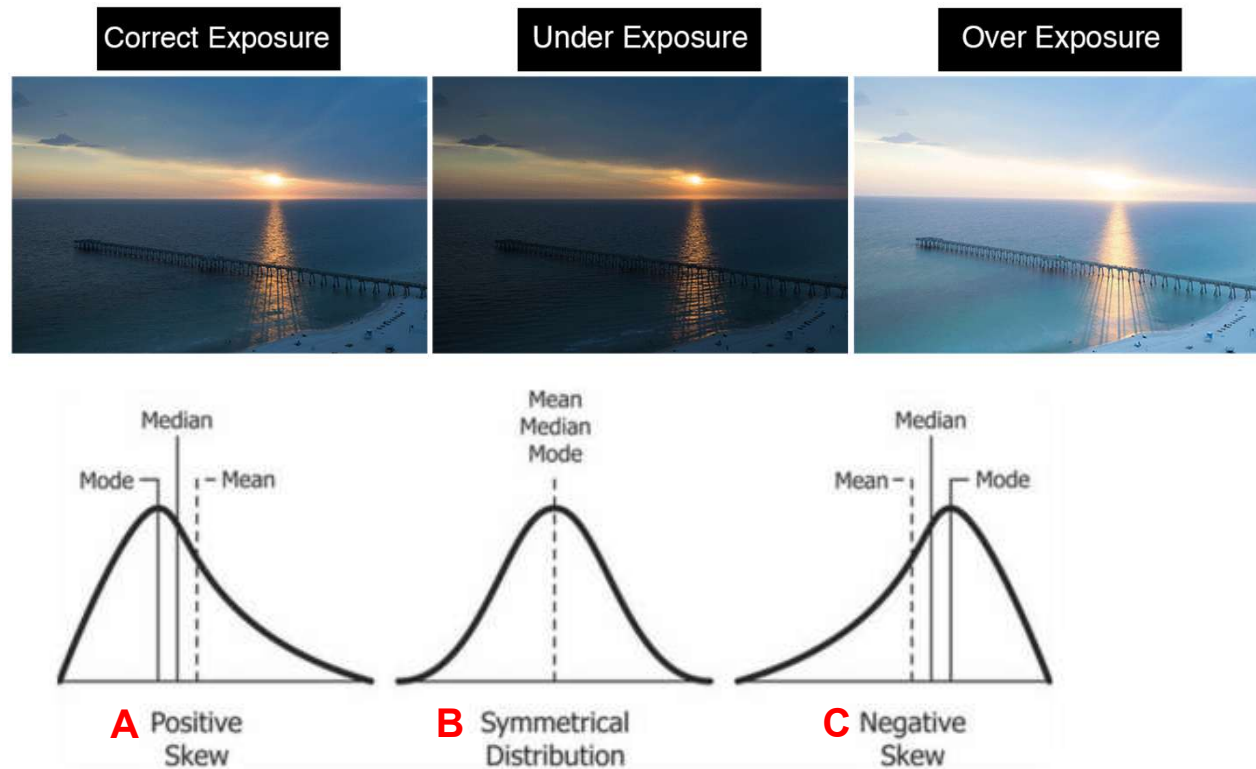 Correct Exposure
Under Exposure
Over Exposure
Median
Mode
Mean
Mean
Median
Mode
Median
Mean
Mode
A Positive
Skew
B Symmetrical
Distribution
C Negative
Skew